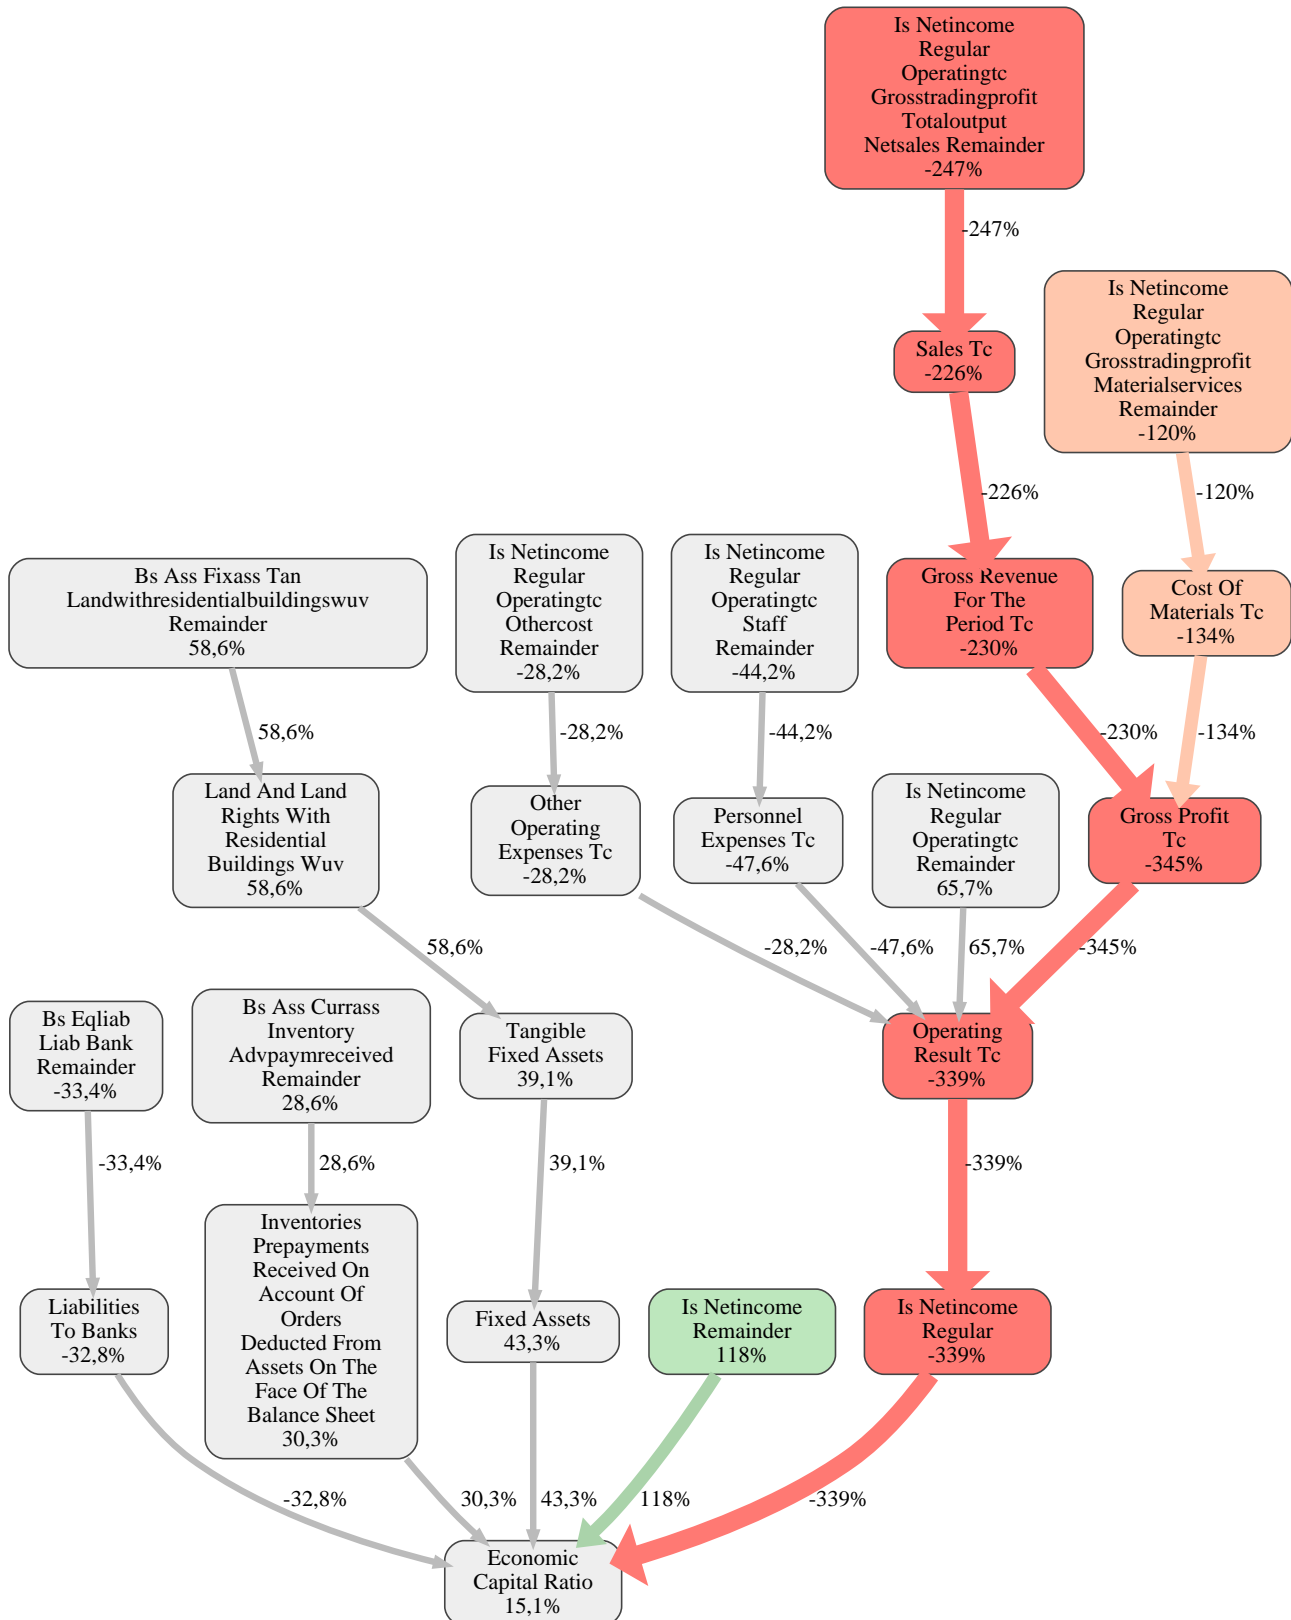 Is Netincome
Regular
Operatingtc
Grosstradingprofit
Totaloutput
Netsales Remainder
-247%
-247%
Is Netincome
Regular
Operatingtc
Grosstradingprofit
Materialservices
Remainder
-120%
Sales Tc
-226%
-226%
-120%
Bs Ass Fixass Tan
Landwithresidentialbuildingswuv
Remainder
58,6%
Is Netincome
Regular
Operatingtc
Othercost
Remainder
-28,2%
Is Netincome
Regular
Operatingtc
Staff
Remainder
-44,2%
Gross Revenue
For The
Period Tc
-230%
Cost Of
Materials Tc
-134%
58,6%
-28,2%
-44,2%
-230%
-134%
Land And Land
Rights With
Residential
Buildings Wuv
58,6%
Other
Operating
Expenses Tc
-28,2%
Personnel
Expenses Tc
-47,6%
Is Netincome
Regular
Operatingtc
Remainder
65,7%
Gross Profit
Tc
-345%
58,6%
-28,2%
-47,6%
65,7%
-345%
Bs Eqliab
Liab Bank
Remainder
-33,4%
Bs Ass Currass
Inventory
Advpaymreceived
Remainder
28,6%
Tangible
Fixed Assets
39,1%
Operating
Result Tc
-339%
-33,4%
28,6%
39,1%
-339%
Liabilities
To Banks
-32,8%
Inventories
Prepayments
Received On
Account Of
Orders
Deducted From
Assets On The
Face Of The
Balance Sheet
30,3%
Fixed Assets
43,3%
Is Netincome
Remainder
118%
Is Netincome
Regular
-339%
-32,8%
30,3%
43,3%
118%
-339%
Economic
Capital Ratio
15,1%